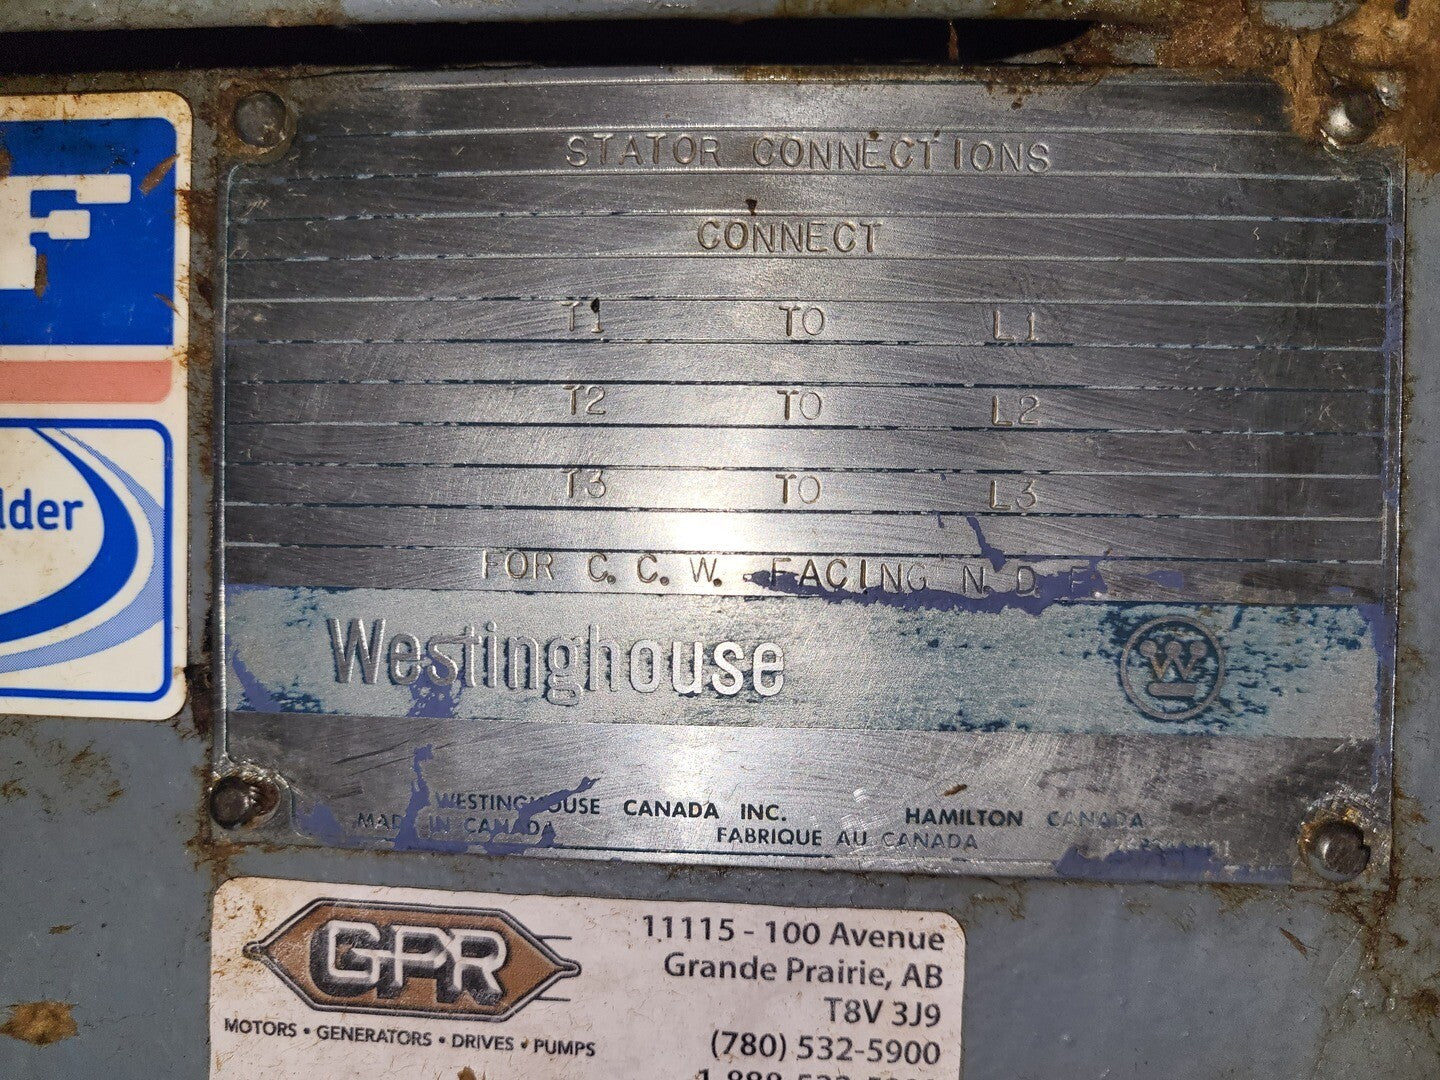 STATOR CONNECTIONS
CONNECT
T1 TO L1
T2 TO L2
T3 TO L3
FOR C. C. W. FACING N. D. E.
Westinghouse
W
WESTINGHOUSE CANADA INC. HAMILTON CANADA
MADE IN CANADA FABRIQUE AU CANADA
F
lder
GPR
MOTORS • GENERATORS • DRIVES • PUMPS
11115 - 100 Avenue
Grande Prairie, AB
T8V 3J9
(780) 532-5900